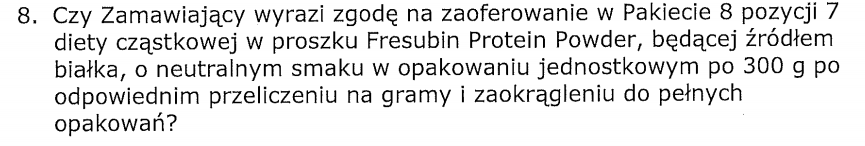 8. Czy Zamawiający wyrazi zgodę na zaoferowanie w Pakiecie 8 pozycji 7
diety cząstkowej w proszku Fresubin Protein Powder, będącej źródłem
białka, o neutralnym smaku w opakowaniu jednostkowym po 300 g po
odpowiednim przeliczeniu na gramy i zaokrągleniu do pełnych
opakowań?